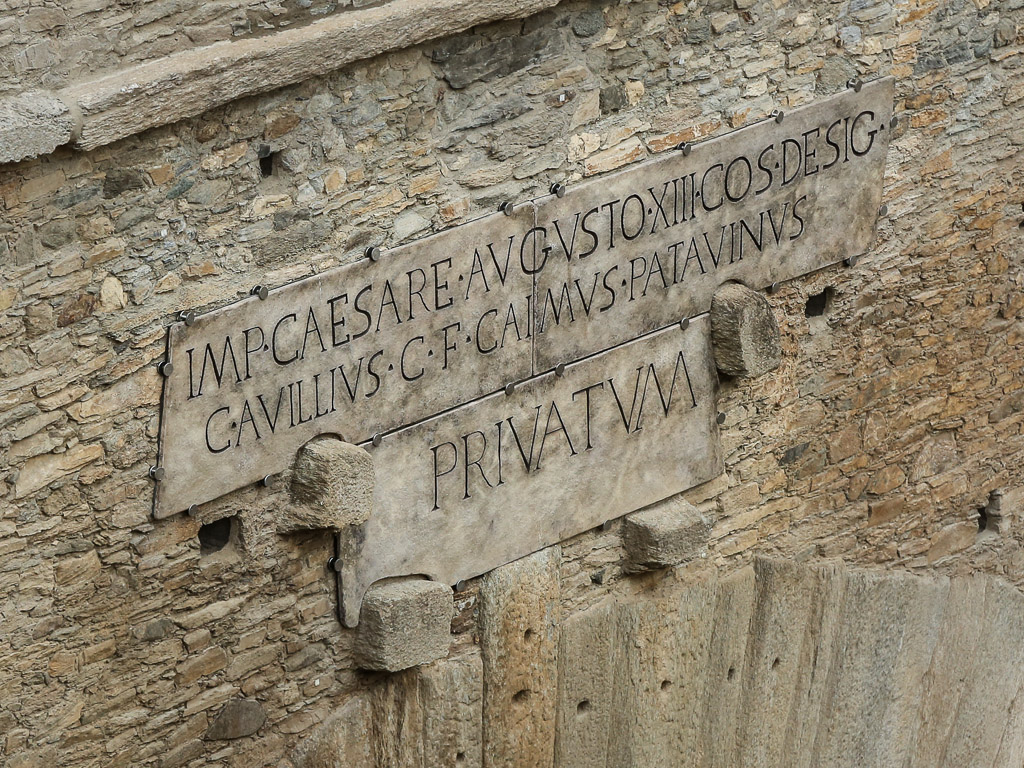 IMP·CAESARE·AVGVSTO·XIII·COS·DESIG·
C·AVILLIVS·C·F·CAIMVS·PATAVINVS
PRIVATVM